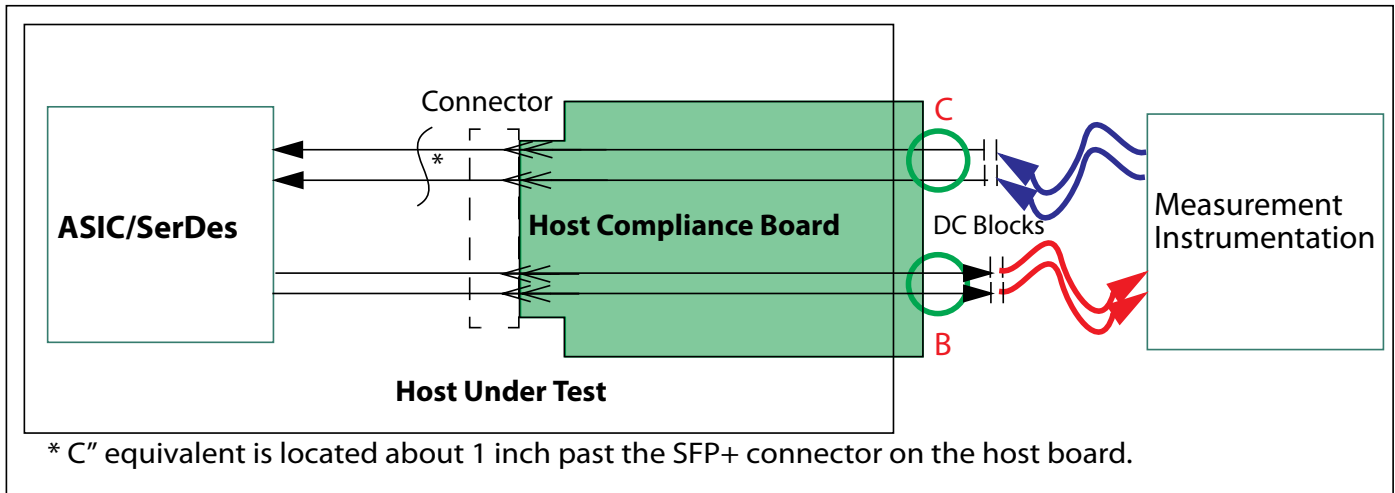 Connector
C
*
ASIC/SerDes
Host Compliance Board
DC Blocks
Measurement
Instrumentation
B
Host Under Test
* C” equivalent is located about 1 inch past the SFP+ connector on the host board.